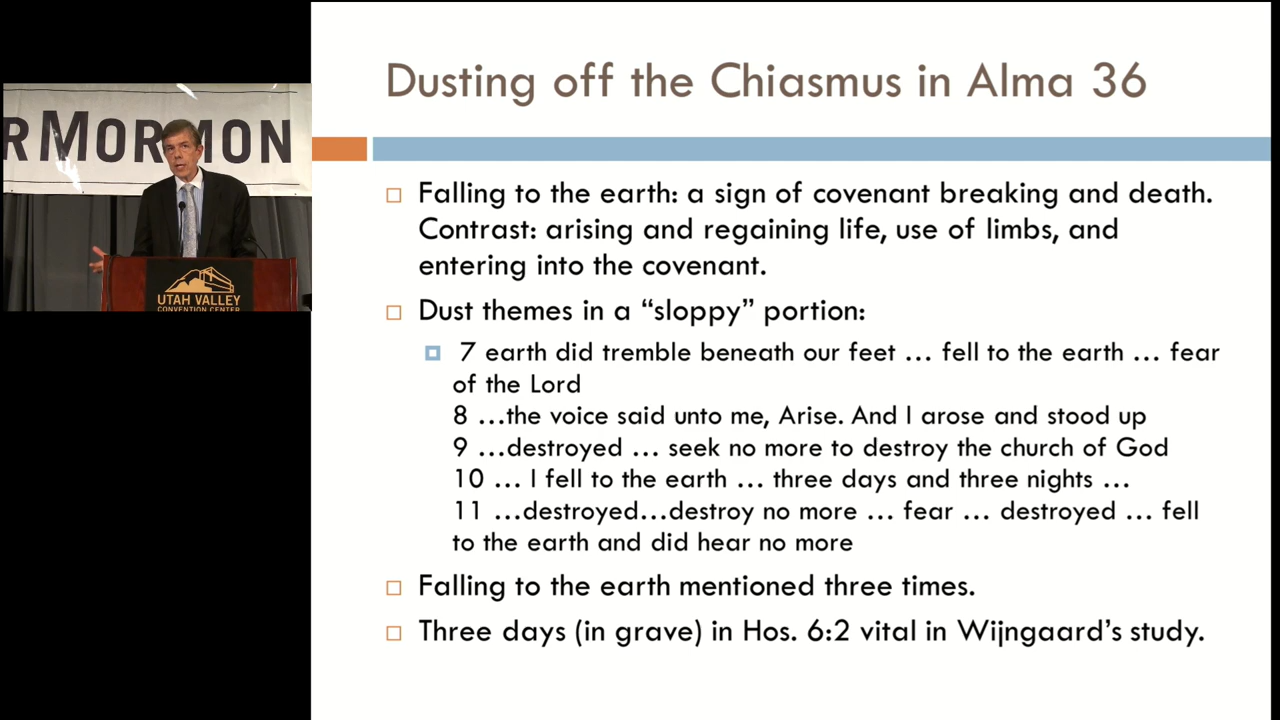 Dusting off the Chiasmus in Alma 36
R MORMON
UTAH VALLEY
CONVENTION CENTER
Falling to the earth: a sign of covenant breaking and death.
Contrast: arising and regaining life, use of limbs, and
entering into the covenant.
Dust themes in a “sloppy” portion:
7 earth did tremble beneath our feet … fell to the earth … fear
of the Lord
8 …the voice said unto me, Arise. And I arose and stood up
9 …destroyed … seek no more to destroy the church of God
10 … I fell to the earth … three days and three nights …
11 …destroyed…destroy no more … fear … destroyed … fell
to the earth and did hear no more
Falling to the earth mentioned three times.
Three days (in grave) in Hos. 6:2 vital in Wijngaard’s study.